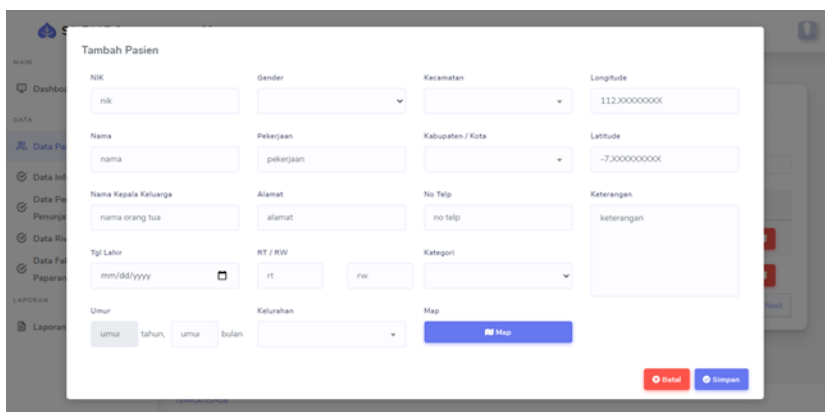 MAIN
Dashbo
DATA
Data Pa
Data Inf
Data Pe
Penunja
Data Riv
Data Fal
Paparan
LAPORAN
Laporan
Tambah Pasien
NIK Gender Kecamatan Longitude
nik 112.XXXXXXXXX
Nama Pekerjaan Kabupaten / Kota Latitude
nama pekerjaan -7.XXXXXXXXXX
Nama Kepala Keluarga Alamat No Telp Keterangan
nama orang tua alamat no telp keterangan
Tgl Lahir RT / RW Kategori
mm/dd/yyyy rt rw
Umur Kelurahan Map
umur tahun, umur bulan Map
Batal Simpan
Next